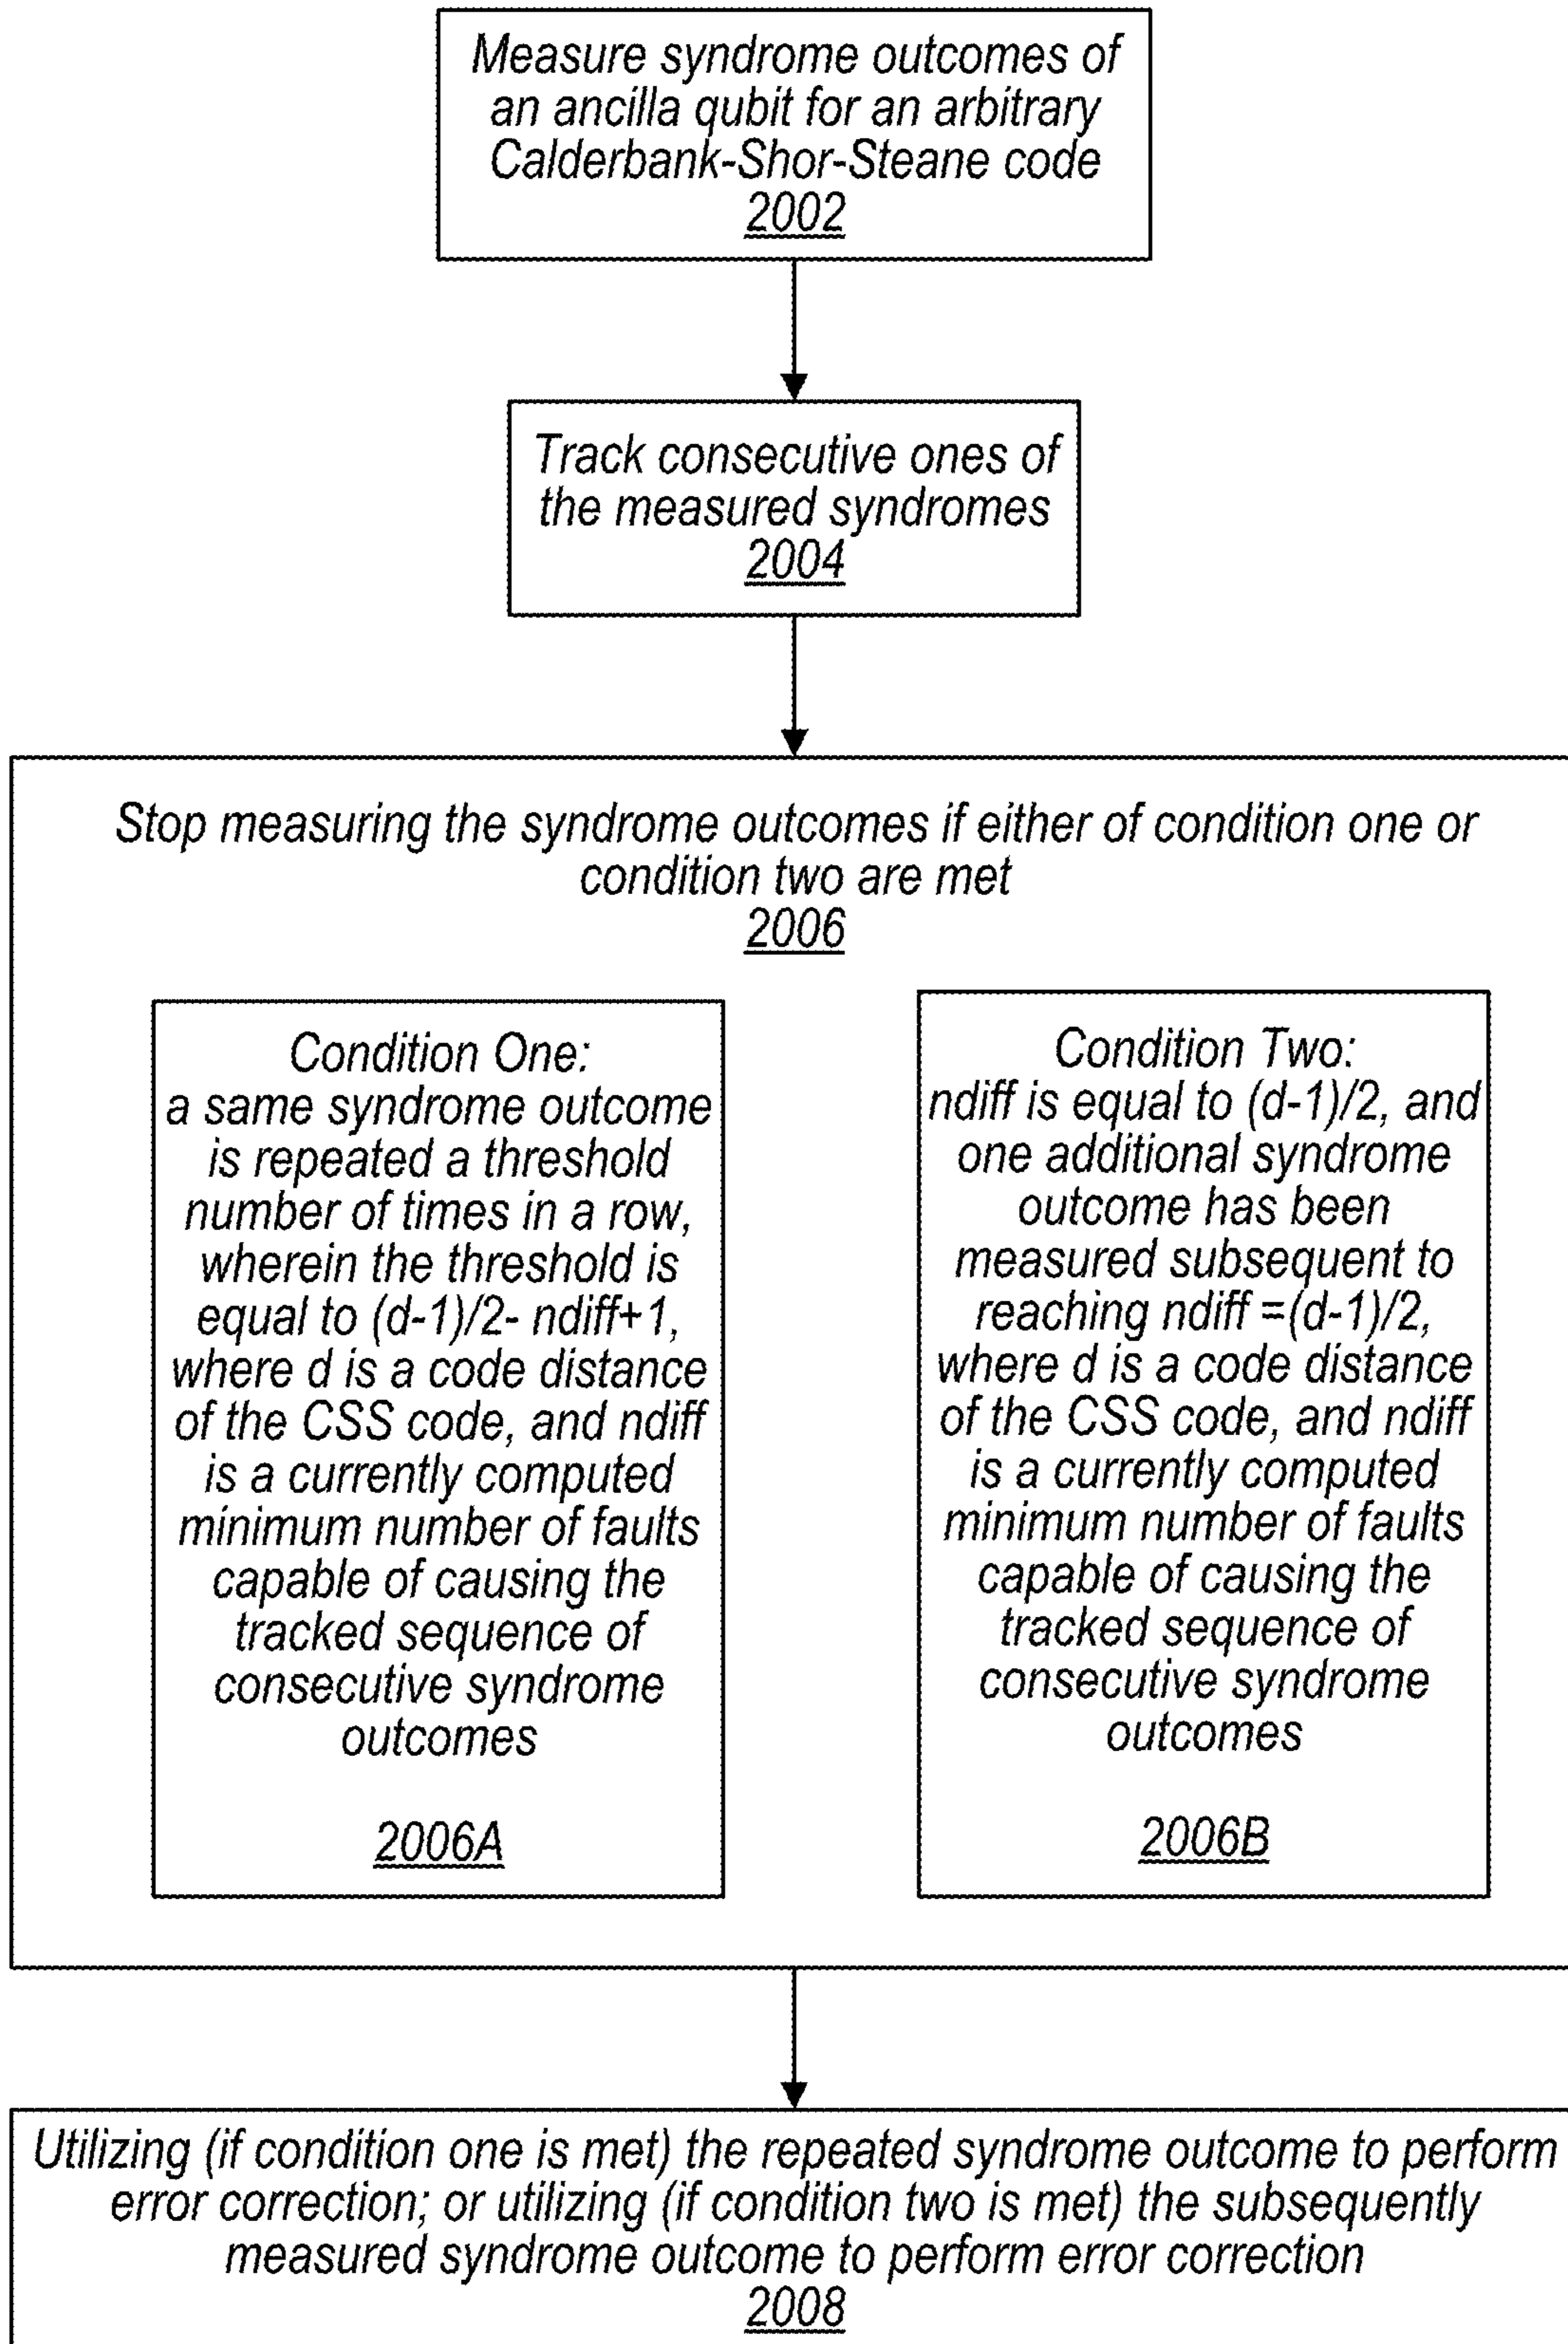 Measure syndrome outcomes of
an ancilla qubit for an arbitrary
Calderbank-Shor-Steane code
2002
Track consecutive ones of
the measured syndromes
2004
Stop measuring the syndrome outcomes if either of condition one or
condition two are met
2006
Condition One:
a same syndrome outcome
is repeated a threshold
number of times in a row,
wherein the threshold is
equal to (d-1)/2- ndiff+1,
where d is a code distance
of the CSS code, and ndiff
is a currently computed
minimum number of faults
capable of causing the
tracked sequence of
consecutive syndrome
outcomes
2006A
Condition Two:
ndiff is equal to (d-1)/2, and
one additional syndrome
outcome has been
measured subsequent to
reaching ndiff =(d-1)/2,
where d is a code distance
of the CSS code, and ndiff
is a currently computed
minimum number of faults
capable of causing the
tracked sequence of
consecutive syndrome
outcomes
2006B
Utilizing (if condition one is met) the repeated syndrome outcome to perform
error correction; or utilizing (if condition two is met) the subsequently
measured syndrome outcome to perform error correction
2008